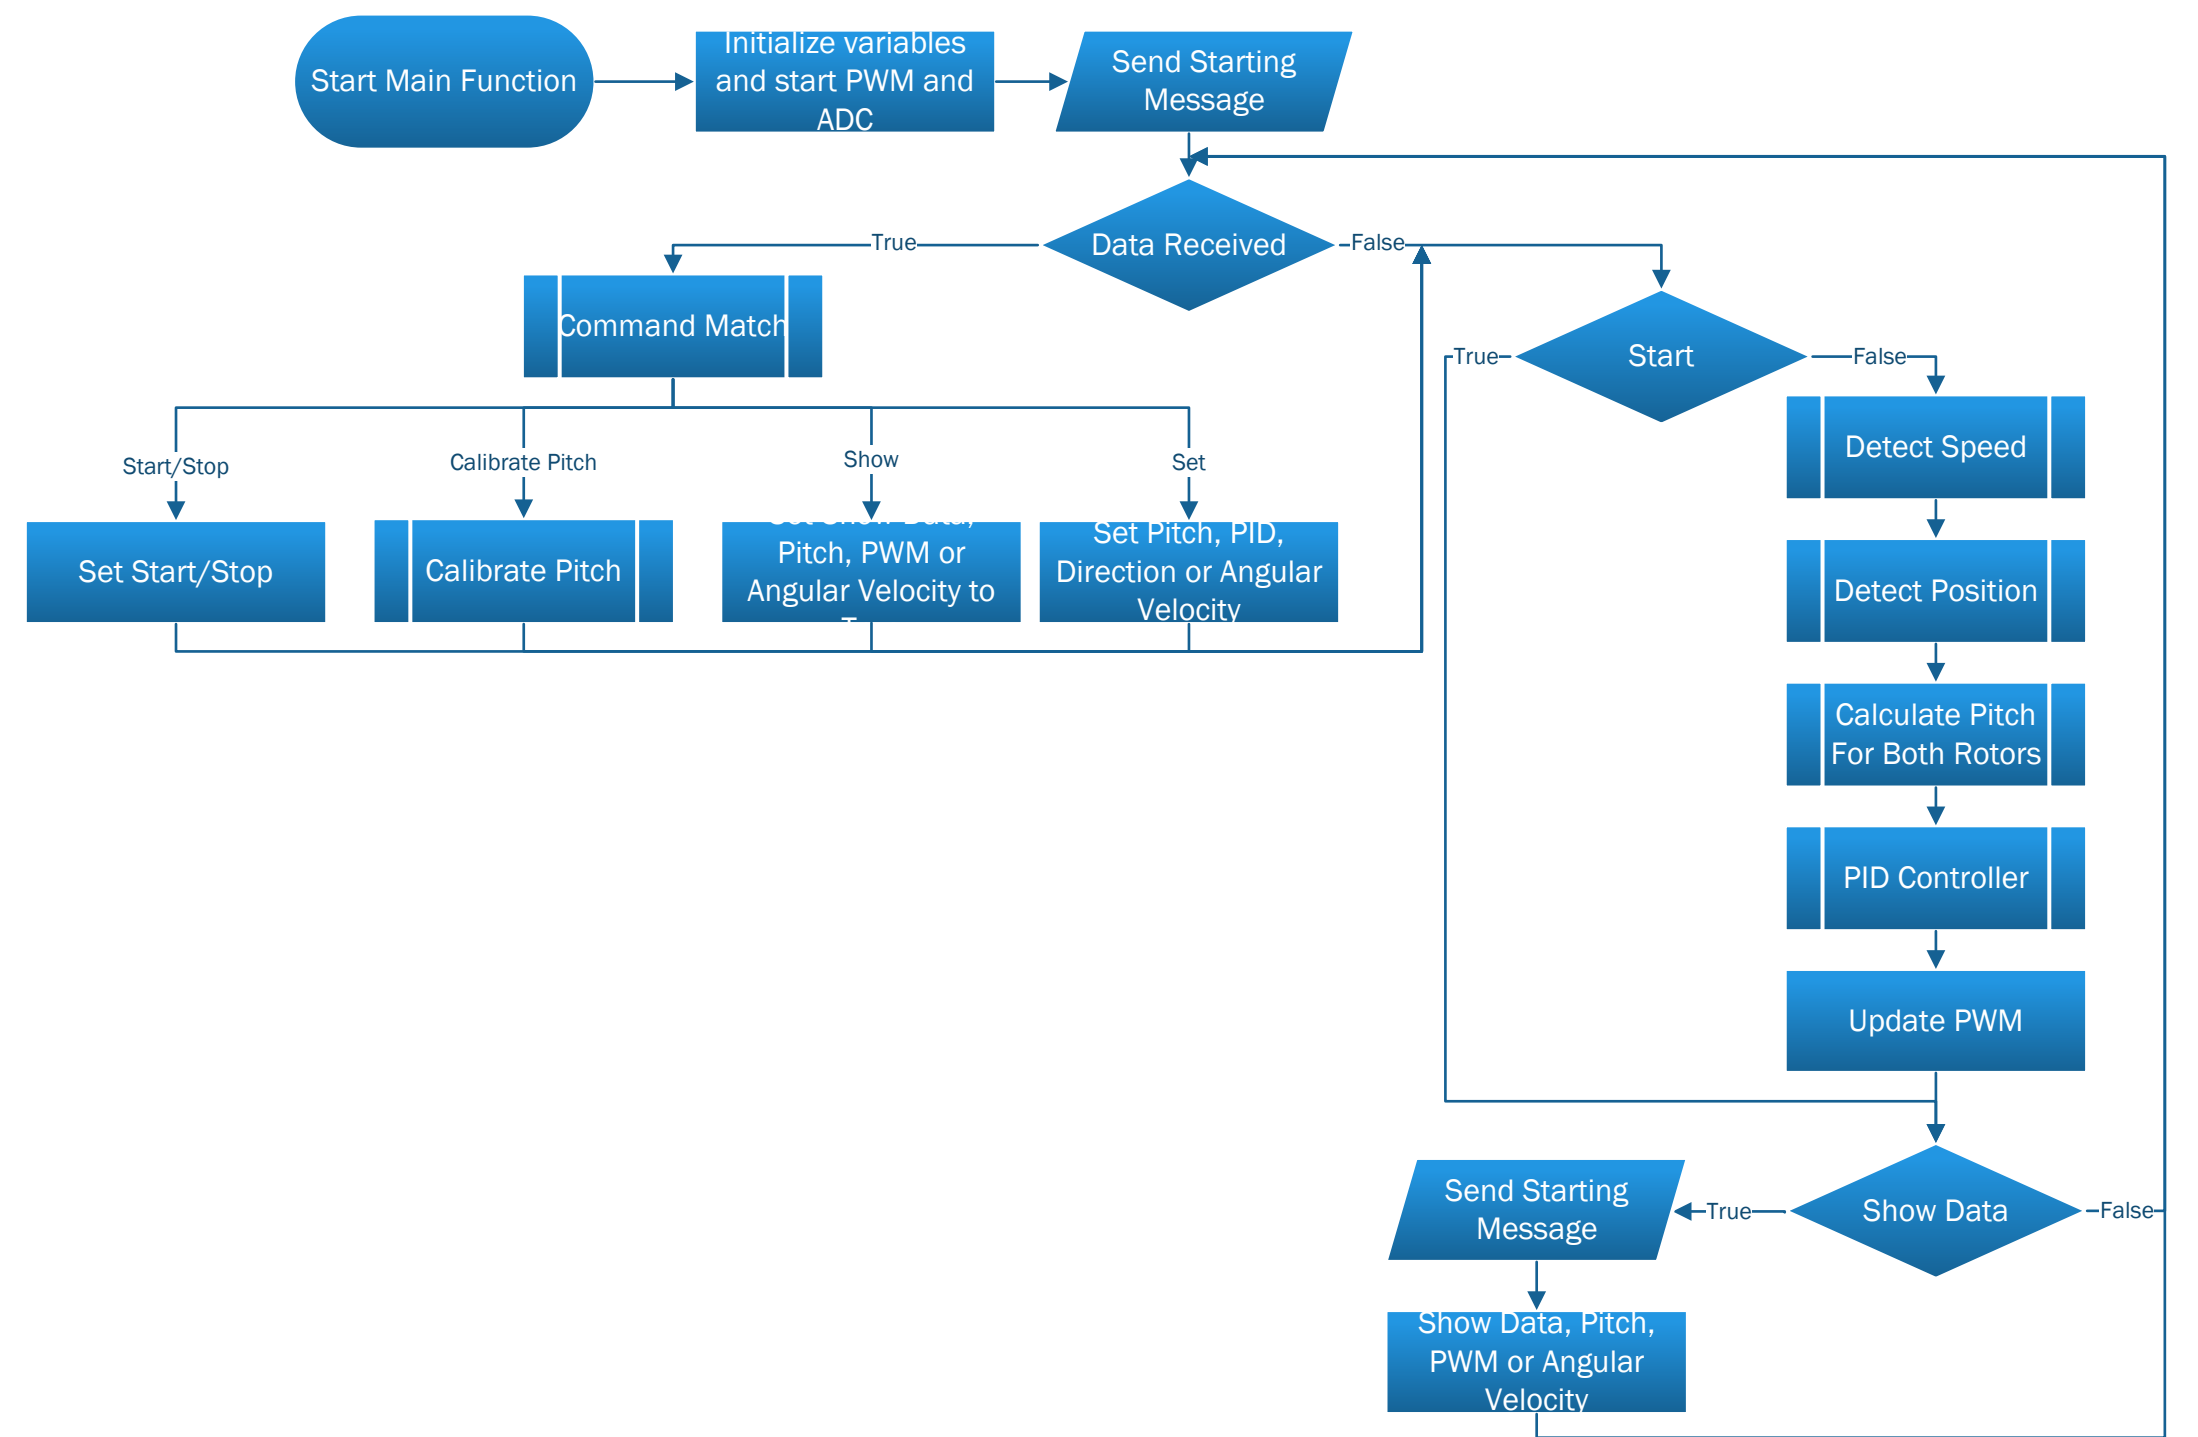 Start Main Function
Initialize variables
and start PWM and
ADC
Send Starting
Message
Data Received
True
False
Command Match
Start
True
False
Start/Stop
Calibrate Pitch
Show
Set
Set Start/Stop
Calibrate Pitch
Set Show Data,
Pitch, PWM or
Angular Velocity to
Set Pitch, PID,
Direction or Angular
Velocity
Detect Speed
Detect Position
Calculate Pitch
For Both Rotors
PID Controller
Update PWM
Show Data
True
False
Send Starting
Message
Show Data, Pitch,
PWM or Angular
Velocity